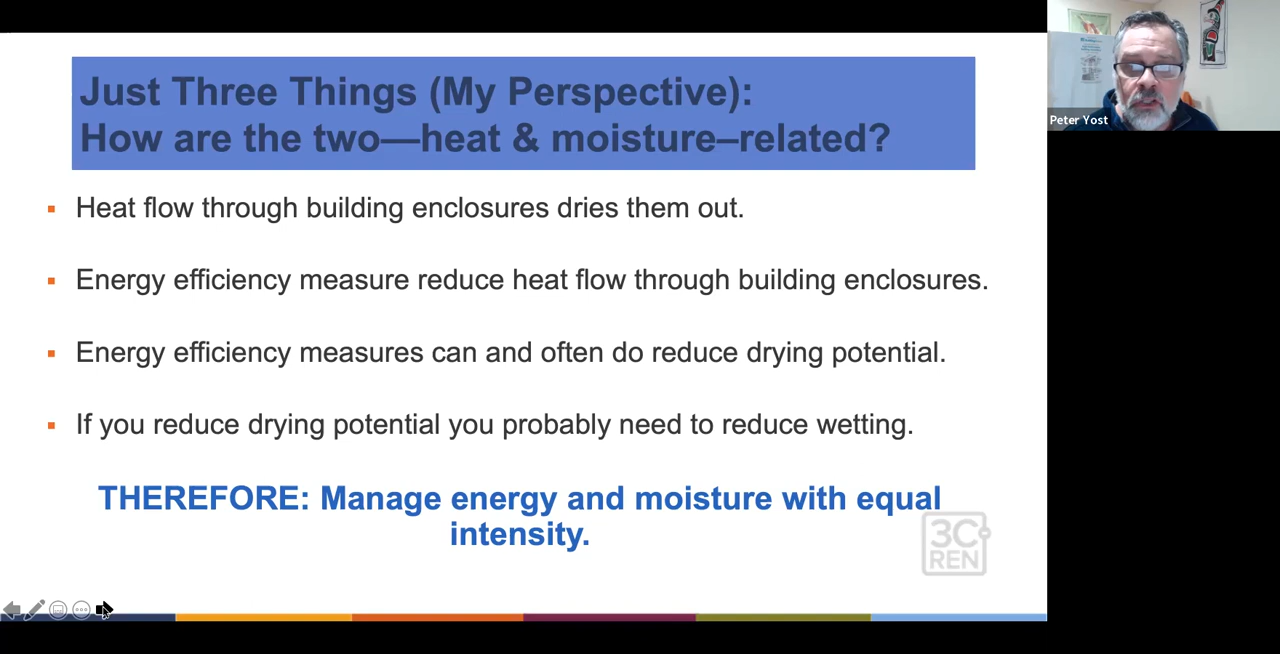 Just Three Things (My Perspective):
How are the two—heat & moisture–related?
Heat flow through building enclosures dries them out.
Energy efficiency measure reduce heat flow through building enclosures.
Energy efficiency measures can and often do reduce drying potential.
If you reduce drying potential you probably need to reduce wetting.
THEREFORE: Manage energy and moisture with equal
intensity.
3C
REN
Peter Yost